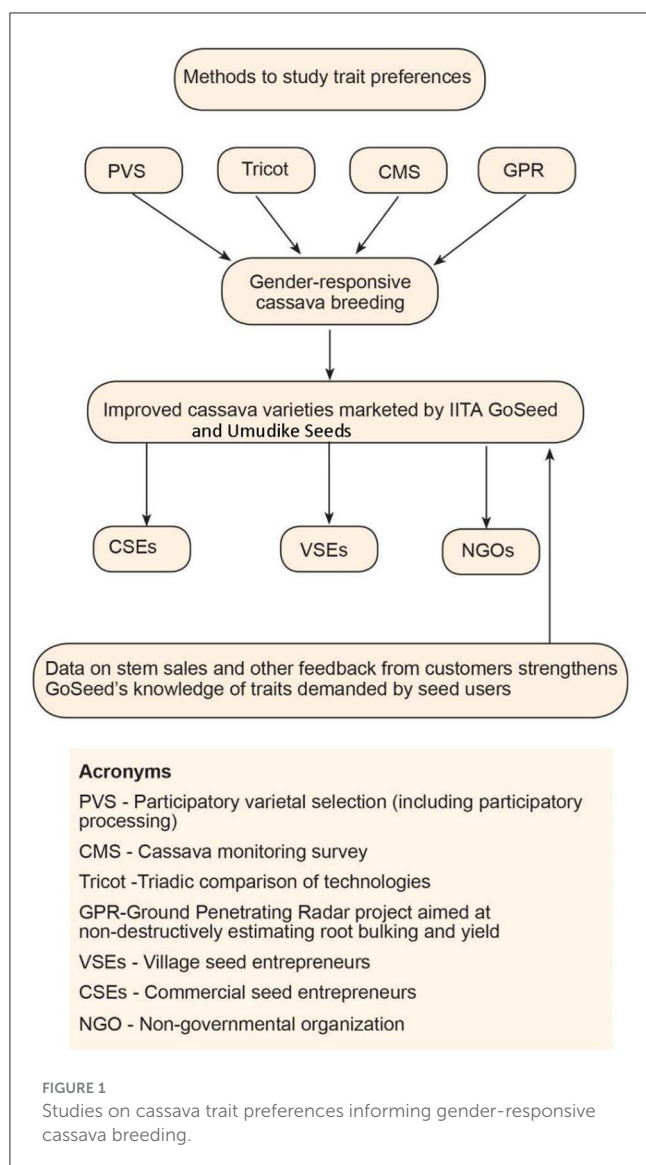 Methods to study trait preferences
PVS
Tricot
CMS
GPR
Gender-responsive
cassava breeding
Improved cassava varieties marketed by IITA GoSeed
and Umudike Seeds
CSEs
VSEs
NGOs
Data on stem sales and other feedback from customers strengthens
GoSeed's knowledge of traits demanded by seed users
Acronyms
PVS - Participatory varietal selection (including participatory
processing)
CMS - Cassava monitoring survey
Tricot -Triadic comparison of technologies
GPR-Ground Penetrating Radar project aimed at
non-destructively estimating root bulking and yield
VSEs - Village seed entrepreneurs
CSEs - Commercial seed entrepreneurs
NGO - Non-governmental organization
FIGURE 1
Studies on cassava trait preferences informing gender-responsive
cassava breeding.